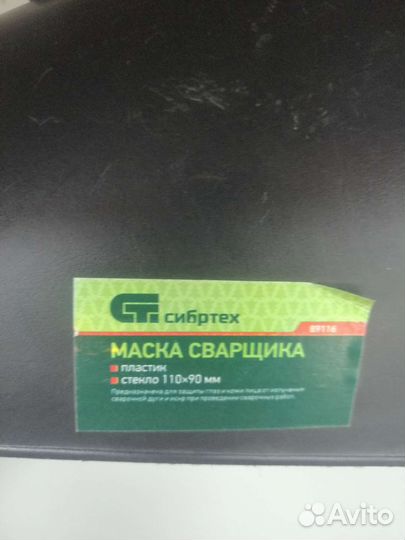 СТ сибртех
89116
МАСКА СВАРЩИКА
пластик
стекло 110×90 мм
Предназначена для защиты глаз и кожи лица от излучения
сварочной дуги и искр при проведении сварочных работ.
Avito